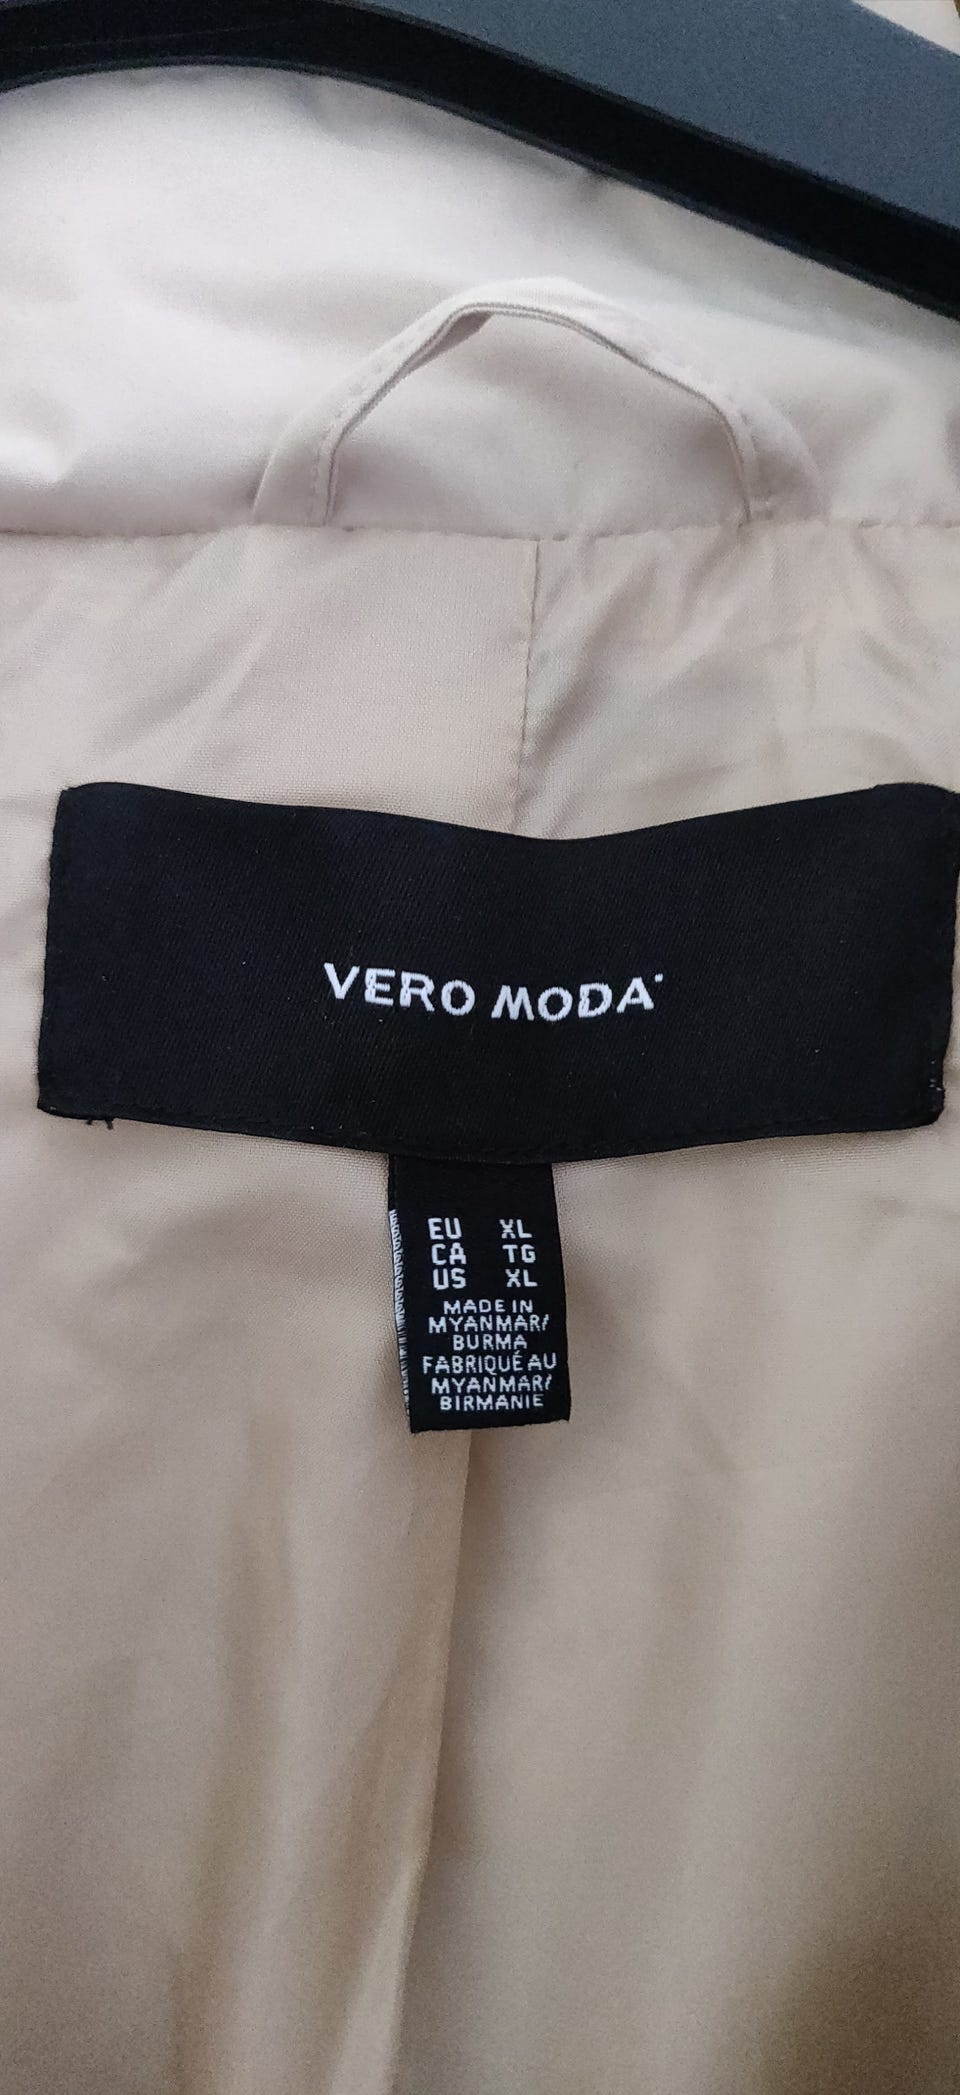 VERO MODA
EU XL
CA TG
US XL
MADE IN
MYANMAR/
BURMA
FABRIQUÉ AU
MYANMAR/
BIRMANIE